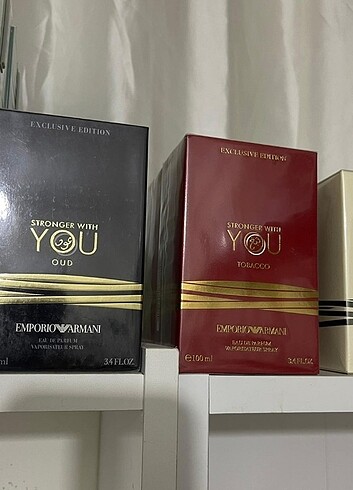 EXCLUSIVE EDITION
STRONGER WITH
YOU
OUD
EMPORIO ARMANI
EAU DE PARFUM
VAPORISATEUR SPRAY
ml
3.4 FL.OZ.
EXCLUSIVE EDITION
STRONGER WITH
YOU
TOBACCO
EMPORIO ARMANI
EAU DE PARFUM
VAPORISATEUR SPRAY
e 100 ml
3.4 FL.OZ.